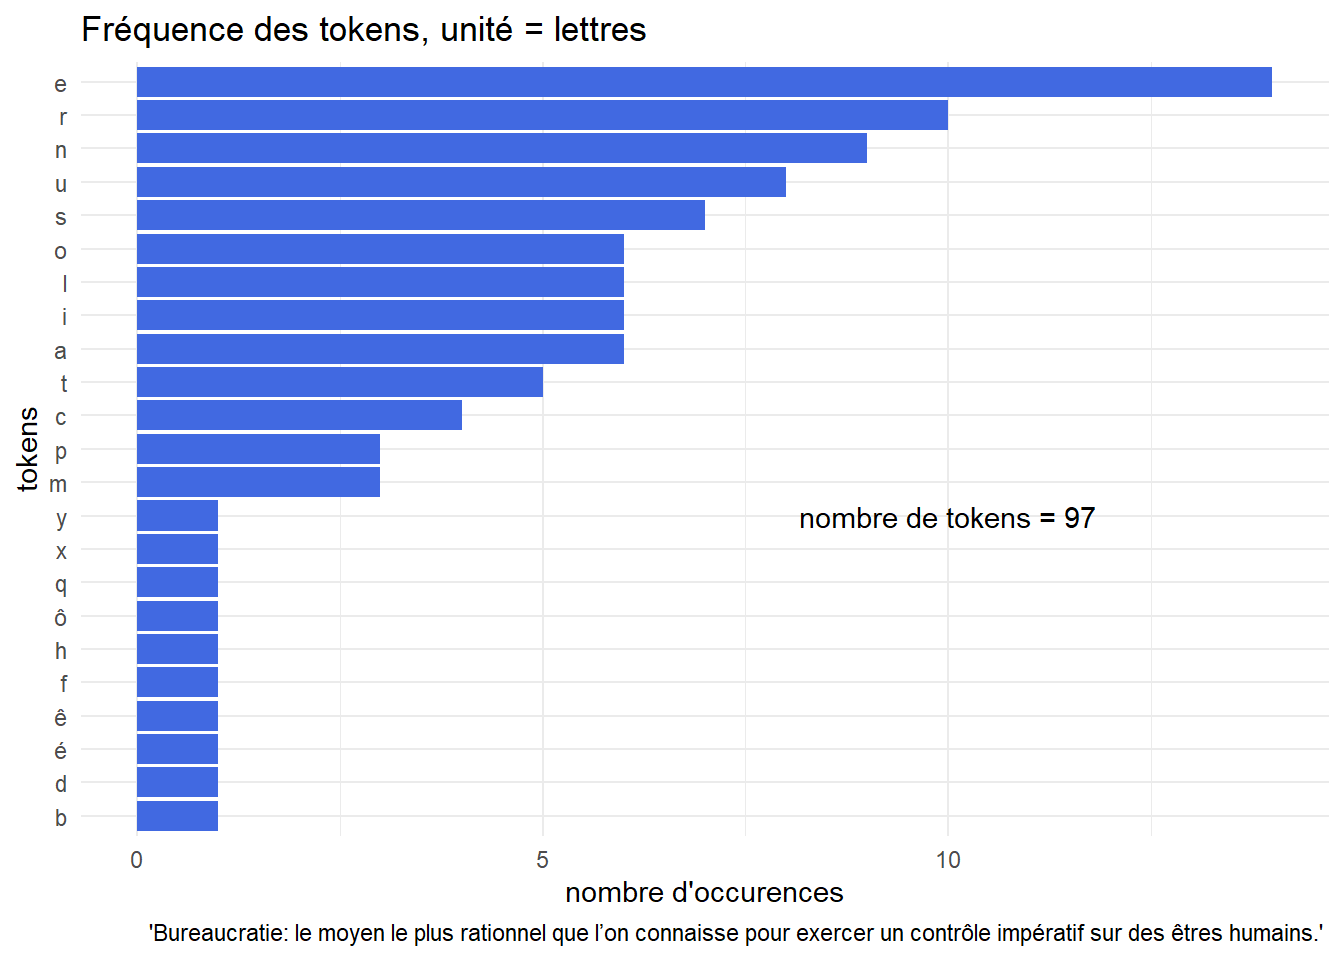 Fréquence des tokens, unité = lettres
tokens
e
r
n
u
s
o
l
i
a
t
c
p
m
y
x
q
ô
h
f
ê
é
d
b
nombre de tokens = 97
0 5 10
nombre d'occurences
'Bureaucratie: le moyen le plus rationnel que l’on connaisse pour exercer un contrôle impératif sur des êtres humains.'